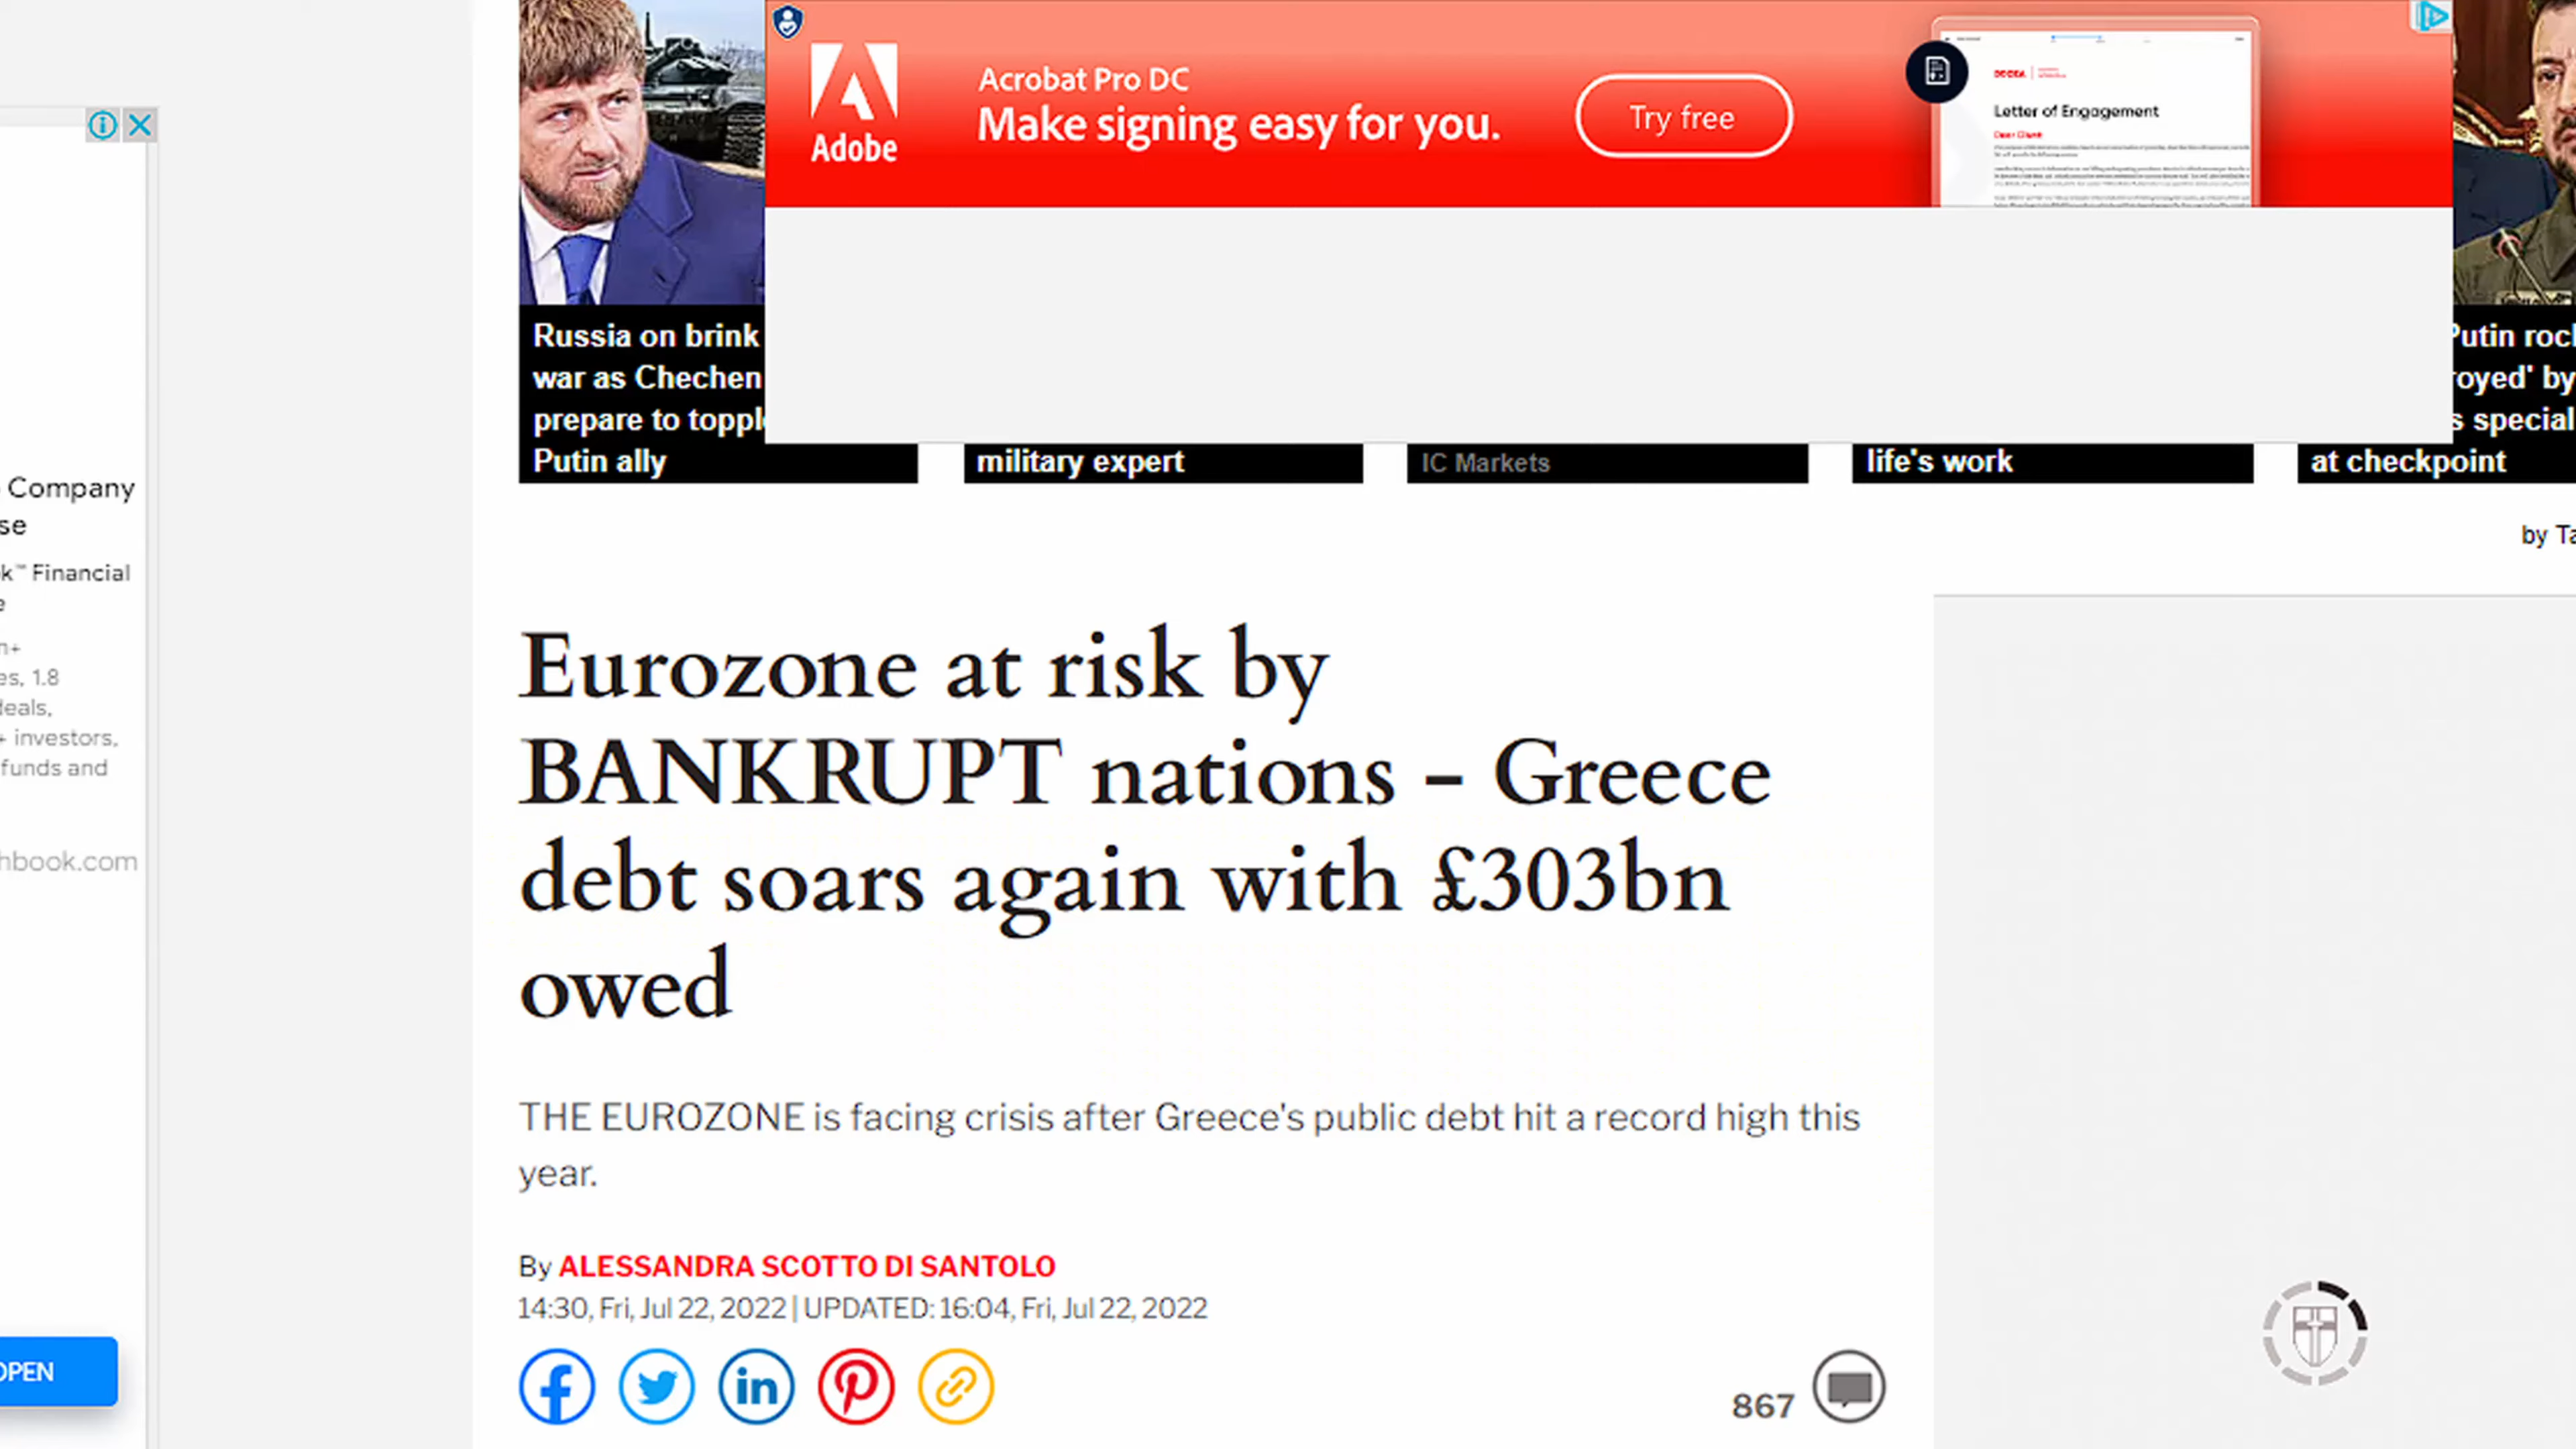 Adobe
Acrobat Pro DC
Make signing easy for you.
Try free
Letter of Engagement
Dear Client
Russia on brink
war as Chechen
prepare to toppl
Putin ally
military expert
IC Markets
life's work
Putin roc
royed' by
s special
at checkpoint
Company
se
k™ Financial
e
n+
es, 1.8
deals,
+ investors,
funds and
hbook.com
OPEN
by Ta
Eurozone at risk by
BANKRUPT nations - Greece
debt soars again with £303bn
owed
THE EUROZONE is facing crisis after Greece's public debt hit a record high this
year.
By ALESSANDRA SCOTTO DI SANTOLO
14:30, Fri, Jul 22, 2022 | UPDATED: 16:04, Fri, Jul 22, 2022
867